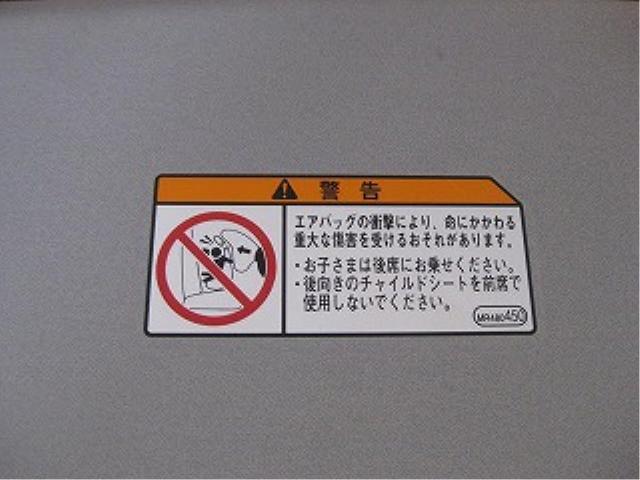 警告
エアバッグの衝撃により、命にかかわる
重大な傷害を受けるおそれがあります。
・お子さまは後席にお乗せください。
・後向きのチャイルドシートを前席で
使用しないでください。
MR480450